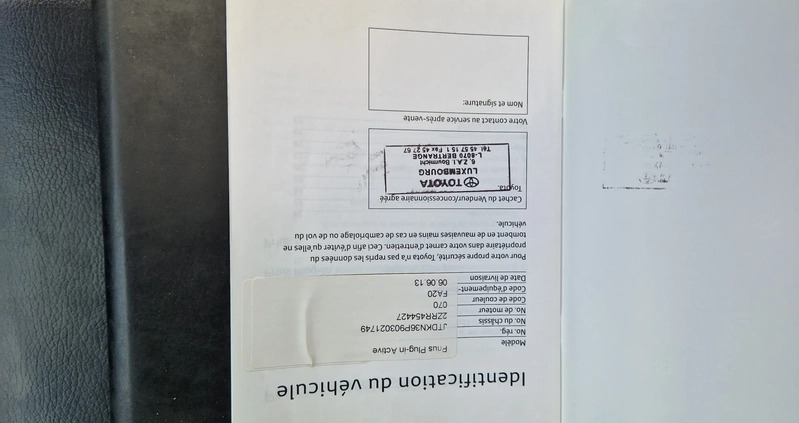 Identification du véhicule
Modèle Prius Plug-in Active
No. rég.
No. du châssis JTDKN36P903021749
No. de moteur 2ZRR454427
Code de couleur 070
Code d'équipement- FA20
Date de livraison 06 06 13
Pour votre propre sécurité, Toyota n'a pas repris les données du
propriétaire dans votre carnet d'entretien. Ceci afin d'éviter qu'elles ne
tombent en de mauvaises mains en cas de cambriolage ou de vol du
véhicule.
Cachet du Vendeur/concessionnaire agréé
Toyota.
TOYOTA
LUXEMBOURG
6, Z.A.I. Bourmicht
L-8070 BERTRANGE
Tél. 45 57 15 1 Fax 45 27 67
Votre contact au service après-vente
Nom et signature: